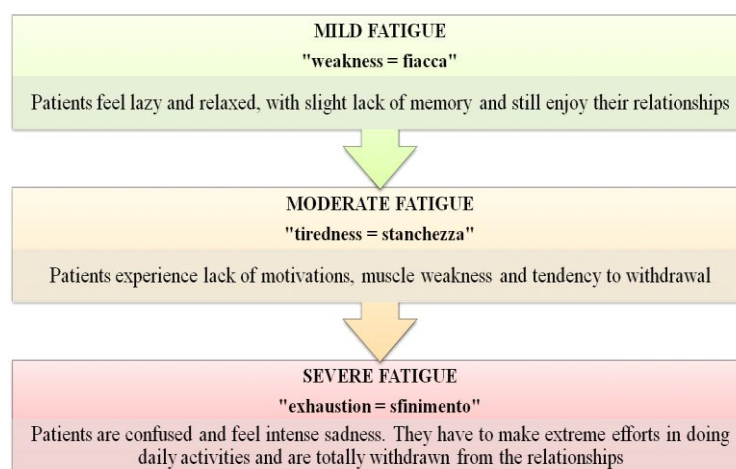 MILD FATIGUE
"weakness = fiacca"
Patients feel lazy and relaxed, with slight lack of memory and still enjoy their relationships
MODERATE FATIGUE
"tiredness = stanchezza"
Patients experience lack of motivations, muscle weakness and tendency to withdrawal
SEVERE FATIGUE
"exhaustion = sfinimento"
Patients are confused and feel intense sadness. They have to make extreme efforts in doing
daily activities and are totally withdrawn from the relationships